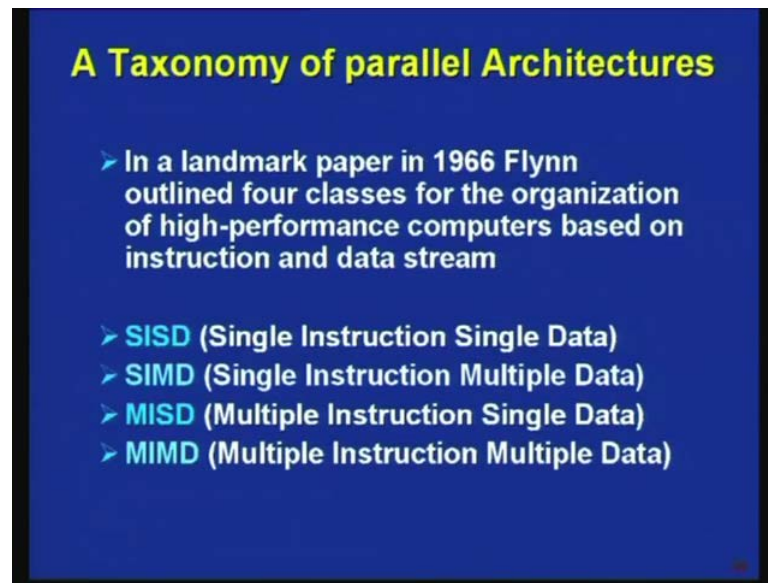 A Taxonomy of parallel Architectures
➢ In a landmark paper in 1966 Flynn
outlined four classes for the organization
of high-performance computers based on
instruction and data stream
➢ SISD (Single Instruction Single Data)
➢ SIMD (Single Instruction Multiple Data)
➢ MISD (Multiple Instruction Single Data)
➢ MIMD (Multiple Instruction Multiple Data)